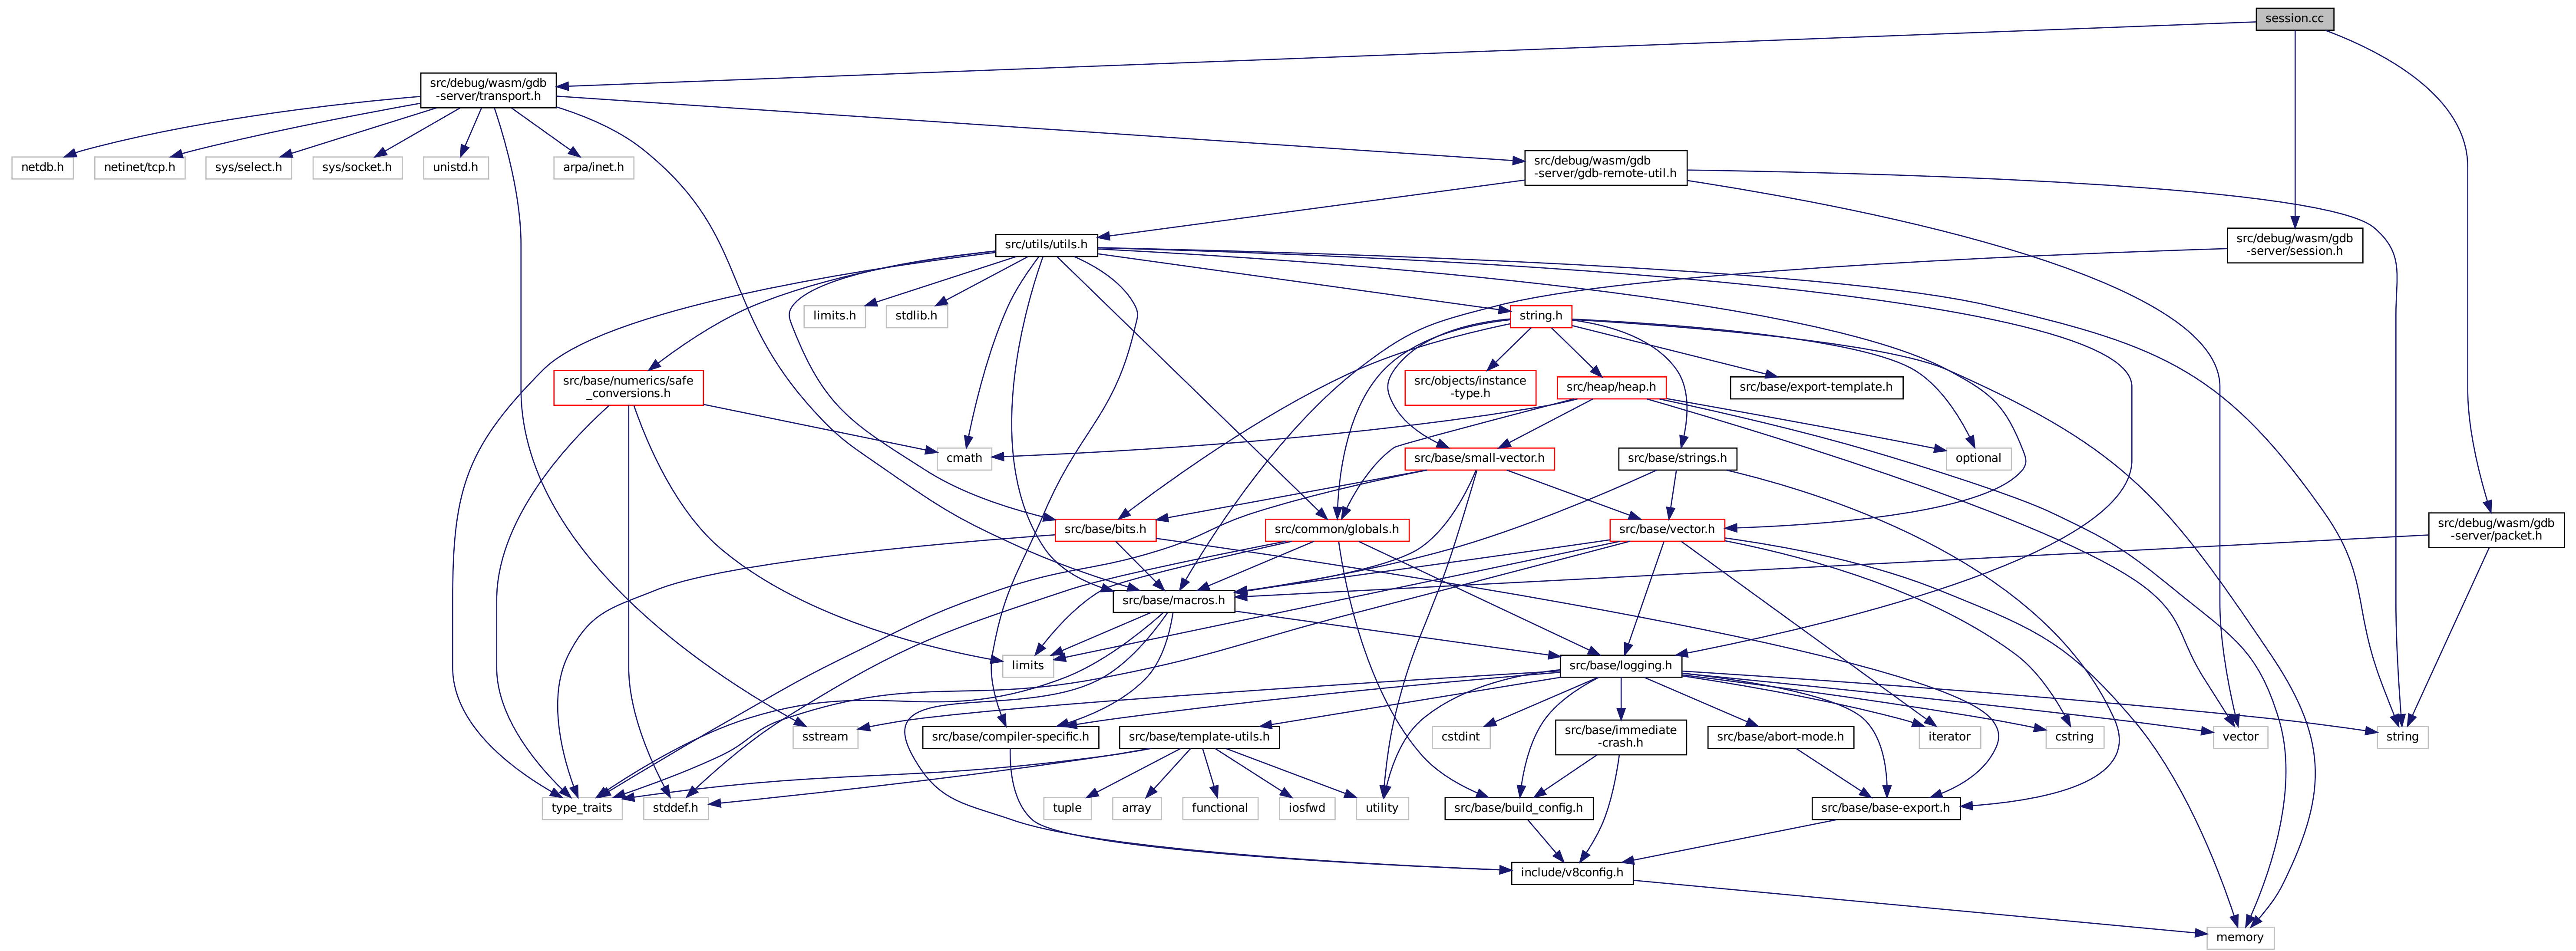 session.cc
src/debug/wasm/gdb
-server/transport.h
netdb.h
netinet/tcp.h
sys/select.h
sys/socket.h
unistd.h
arpa/inet.h
src/debug/wasm/gdb
-server/gdb-remote-util.h
src/utils/utils.h
src/debug/wasm/gdb
-server/session.h
limits.h
stdlib.h
string.h
src/base/numerics/safe
_conversions.h
src/objects/instance
-type.h
src/heap/heap.h
src/base/export-template.h
cmath
src/base/small-vector.h
src/base/strings.h
optional
src/base/bits.h
src/common/globals.h
src/base/vector.h
src/debug/wasm/gdb
-server/packet.h
src/base/macros.h
limits
src/base/logging.h
sstream
src/base/compiler-specific.h
src/base/template-utils.h
cstdint
src/base/immediate
-crash.h
src/base/abort-mode.h
iterator
cstring
vector
string
type_traits
stddef.h
tuple
array
functional
iosfwd
utility
src/base/build_config.h
src/base/base-export.h
include/v8config.h
memory